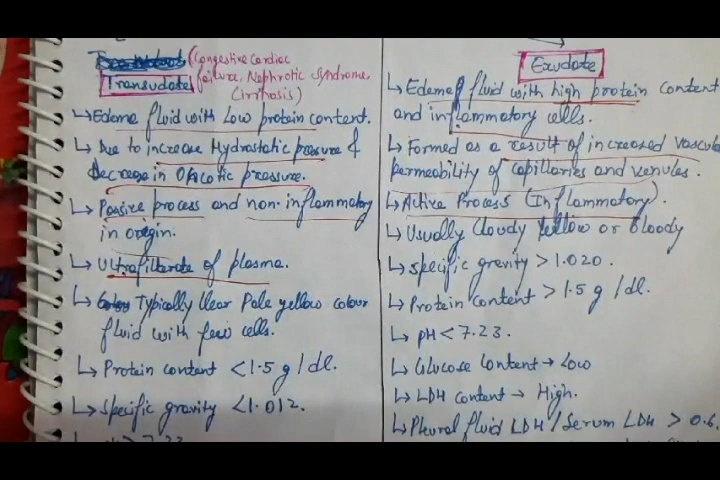 Transudate (Congestive Cardiac
failure, Nephrotic Syndrome
Cirrhosis)
↳ Edema fluid with Low protein content.
↳ Due to increase Hydrostatic pressure &
decrease in Oncotic pressure.
↳ Passive process and non-inflammatory
in origin.
↳ Ultrafilterate of plasma.
↳ Typically Clear Pale yellow colour
fluid with few cells.
↳ Protein content <1.5 g/dl.
↳ Specific gravity <1.012.
Exudate
↳ Edema fluid with high protein content
and inflammatory cells.
↳ Formed as a result of increased vascular
permeability of capillaries and venules.
↳ Active Process (Inflammatory).
↳ Usually Cloudy Yellow or Bloody
↳ Specific gravity >1.020.
↳ Protein content >1.5 g/dl.
↳ pH < 7.23.
↳ Glucose Content → Low
↳ LDH content → High.
↳ Pleural fluid LDH / Serum LDH > 0.6.